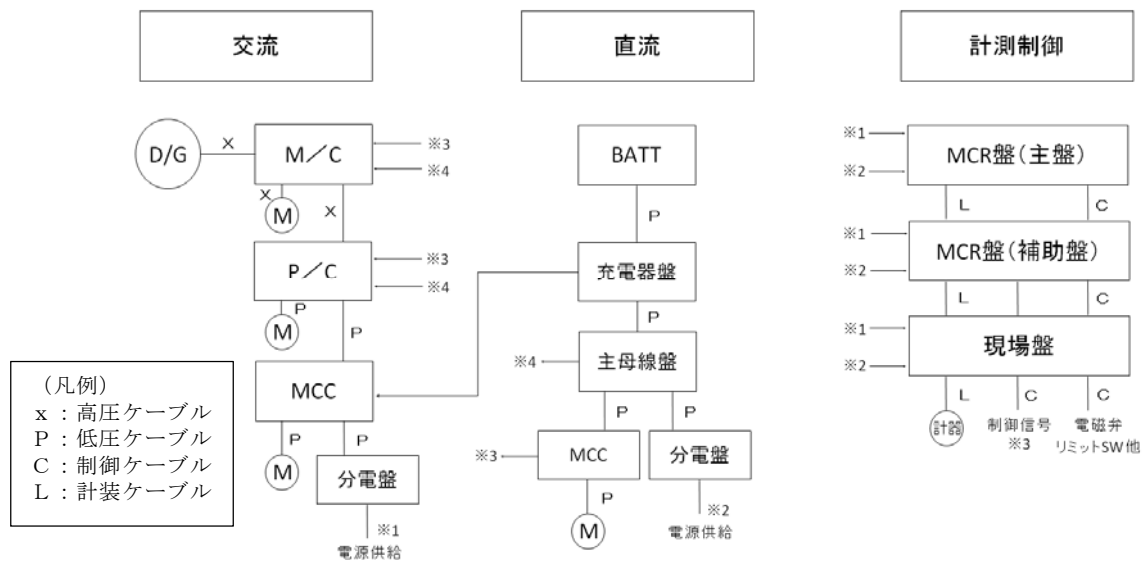 交流
直流
計測制御
D/G
X
M/C
※3
※4
X
M
X
P/C
※3
※4
P
M
P
MCC
P
M
P
分電盤
※1
電源供給
BATT
P
充電器盤
P
※4
主母線盤
P
P
※3
MCC
分電盤
P
M
※2
電源供給
※1
※2
MCR盤(主盤)
L
C
※1
※2
MCR盤(補助盤)
L
C
※1
※2
現場盤
L
C
C
計器
制御信号
※3
電磁弁
リミットSW他
(凡例)
x:高圧ケーブル
P:低圧ケーブル
C:制御ケーブル
L:計装ケーブル